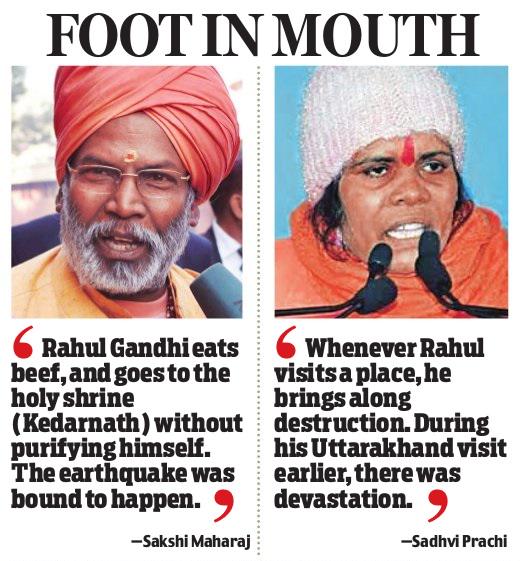 FOOT IN MOUTH
‘ Rahul Gandhi eats
beef, and goes to the
holy shrine
(Kedarnath) without
purifying himself.
The earthquake was
bound to happen. ’
—Sakshi Maharaj
‘ Whenever Rahul
visits a place, he
brings along
destruction. During
his Uttarakhand visit
earlier, there was
devastation. ’
—Sadhvi Prachi